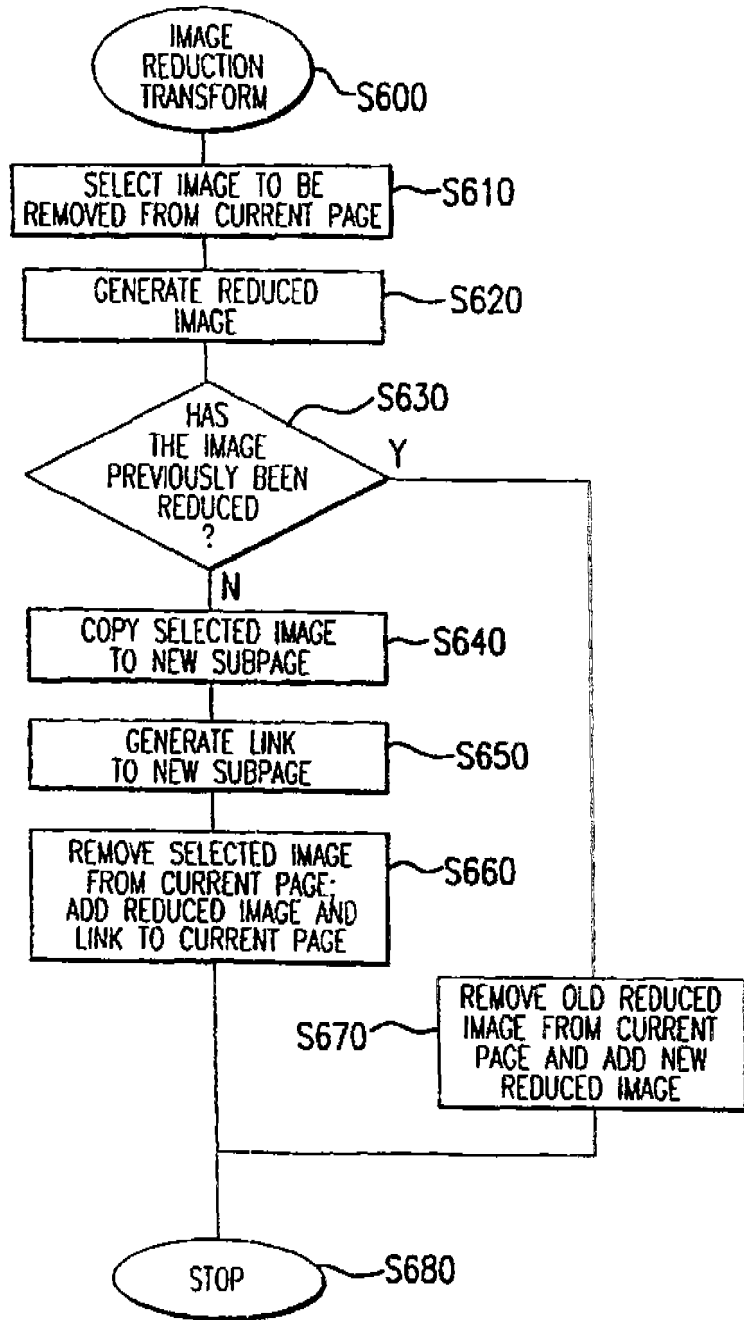 IMAGE
REDUCTION
TRANSFORM
S600
SELECT IMAGE TO BE
REMOVED FROM CURRENT PAGE
S610
GENERATE REDUCED
IMAGE
S620
HAS
THE IMAGE
PREVIOUSLY BEEN
REDUCED
?
S630
Y
N
COPY SELECTED IMAGE
TO NEW SUBPAGE
S640
GENERATE LINK
TO NEW SUBPAGE
S650
REMOVE SELECTED IMAGE
FROM CURRENT PAGE;
ADD REDUCED IMAGE AND
LINK TO CURRENT PAGE
S660
S670
REMOVE OLD REDUCED
IMAGE FROM CURRENT
PAGE AND ADD NEW
REDUCED IMAGE
STOP
S680